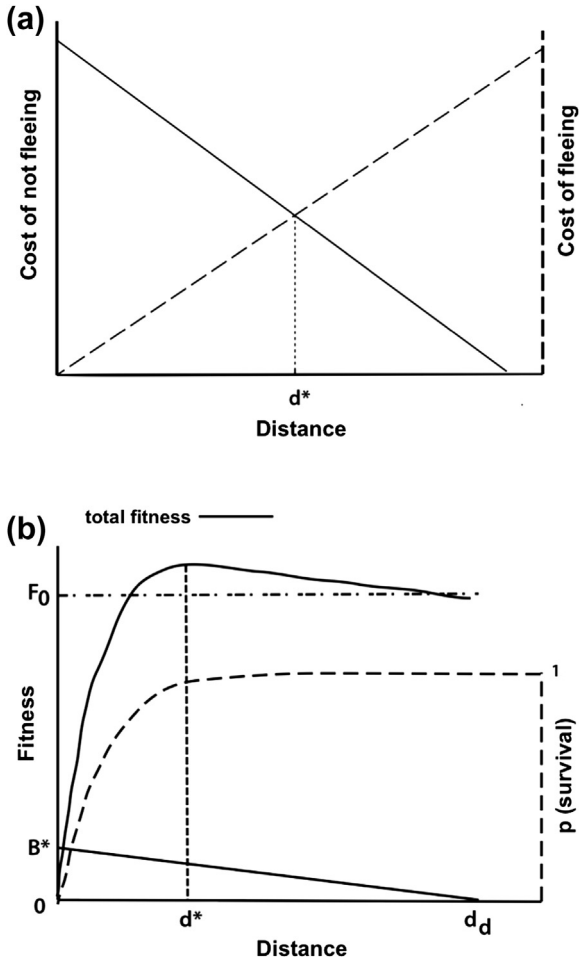 (a)
Cost of not fleeing
Cost of fleeing
d*
Distance
(b)
total fitness
F0
1
Fitness
p (survival)
B*
0
d*
dd
Distance